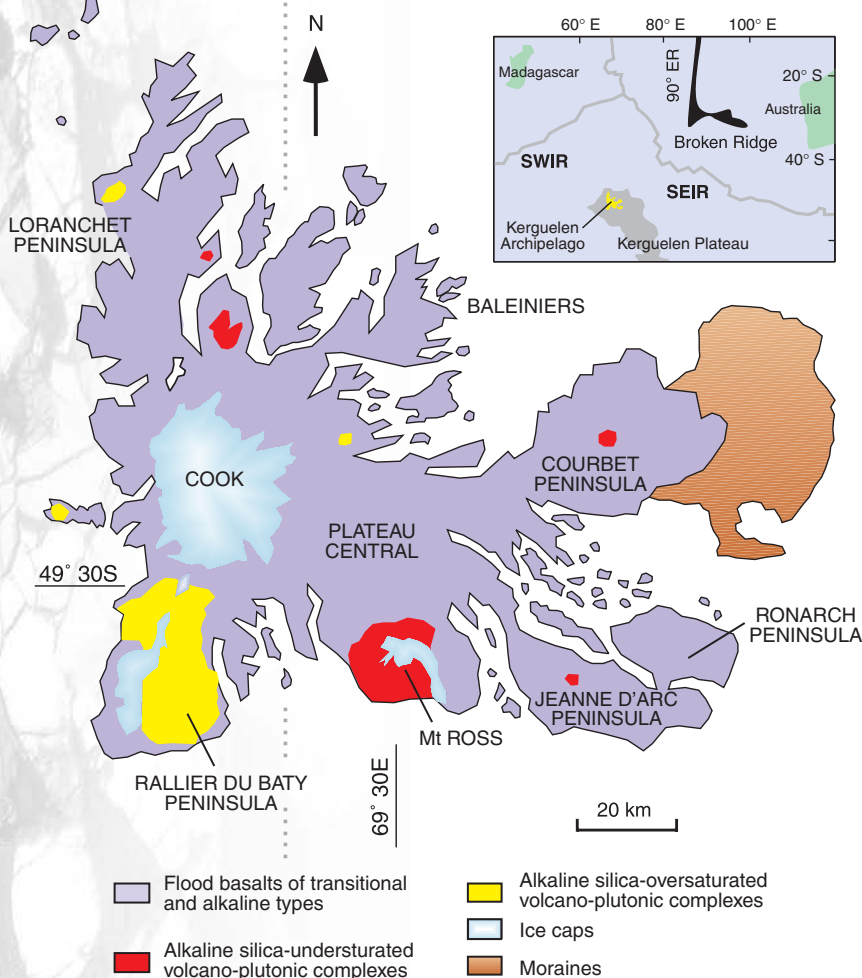 N
60° E
80° E
100° E
Madagascar
90° ER
20° S
Australia
Broken Ridge
40° S
SWIR
SEIR
Kerguelen
Archipelago
Kerguelen Plateau
LORANCHET
PENINSULA
BALEINIERS
COOK
COURBET
PENINSULA
PLATEAU
CENTRAL
49° 30S
RONARCH
PENINSULA
JEANNE D'ARC
PENINSULA
Mt ROSS
RALLIER DU BATY
PENINSULA
69° 30E
20 km
Flood basalts of transitional
and alkaline types
Alkaline silica-understurated
volcano-plutonic complexes
Alkaline silica-oversaturated
volcano-plutonic complexes
Ice caps
Moraines